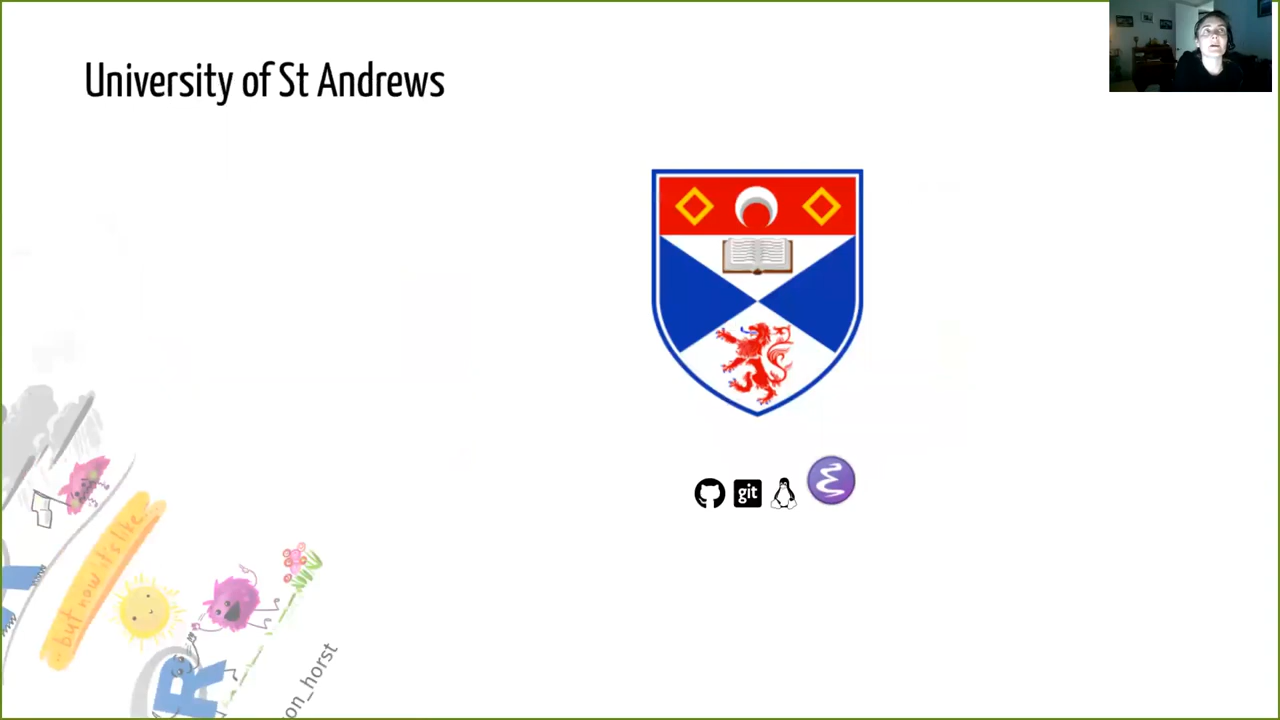 University of St Andrews
git
..but now it's like..
R
on_horst